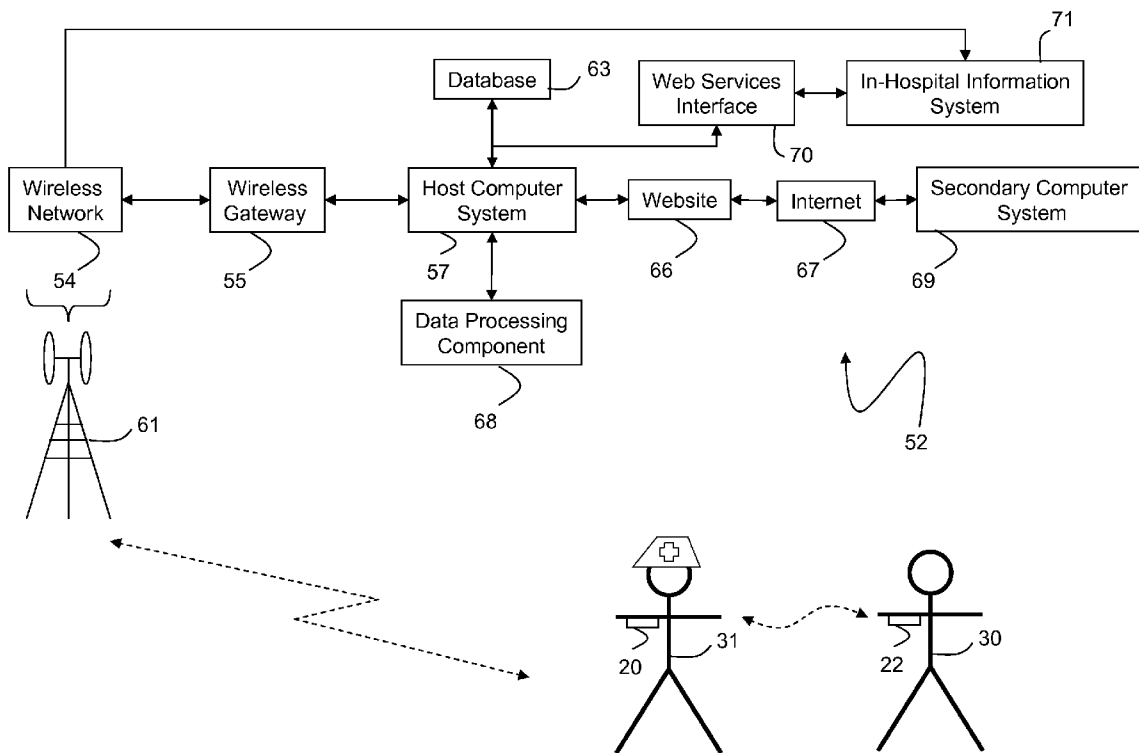 71
Database
63
Web Services
Interface
In-Hospital Information
System
70
Wireless
Network
Wireless
Gateway
Host Computer
System
Website
Internet
Secondary Computer
System
54
55
57
66
67
69
Data Processing
Component
68
61
52
20
31
22
30